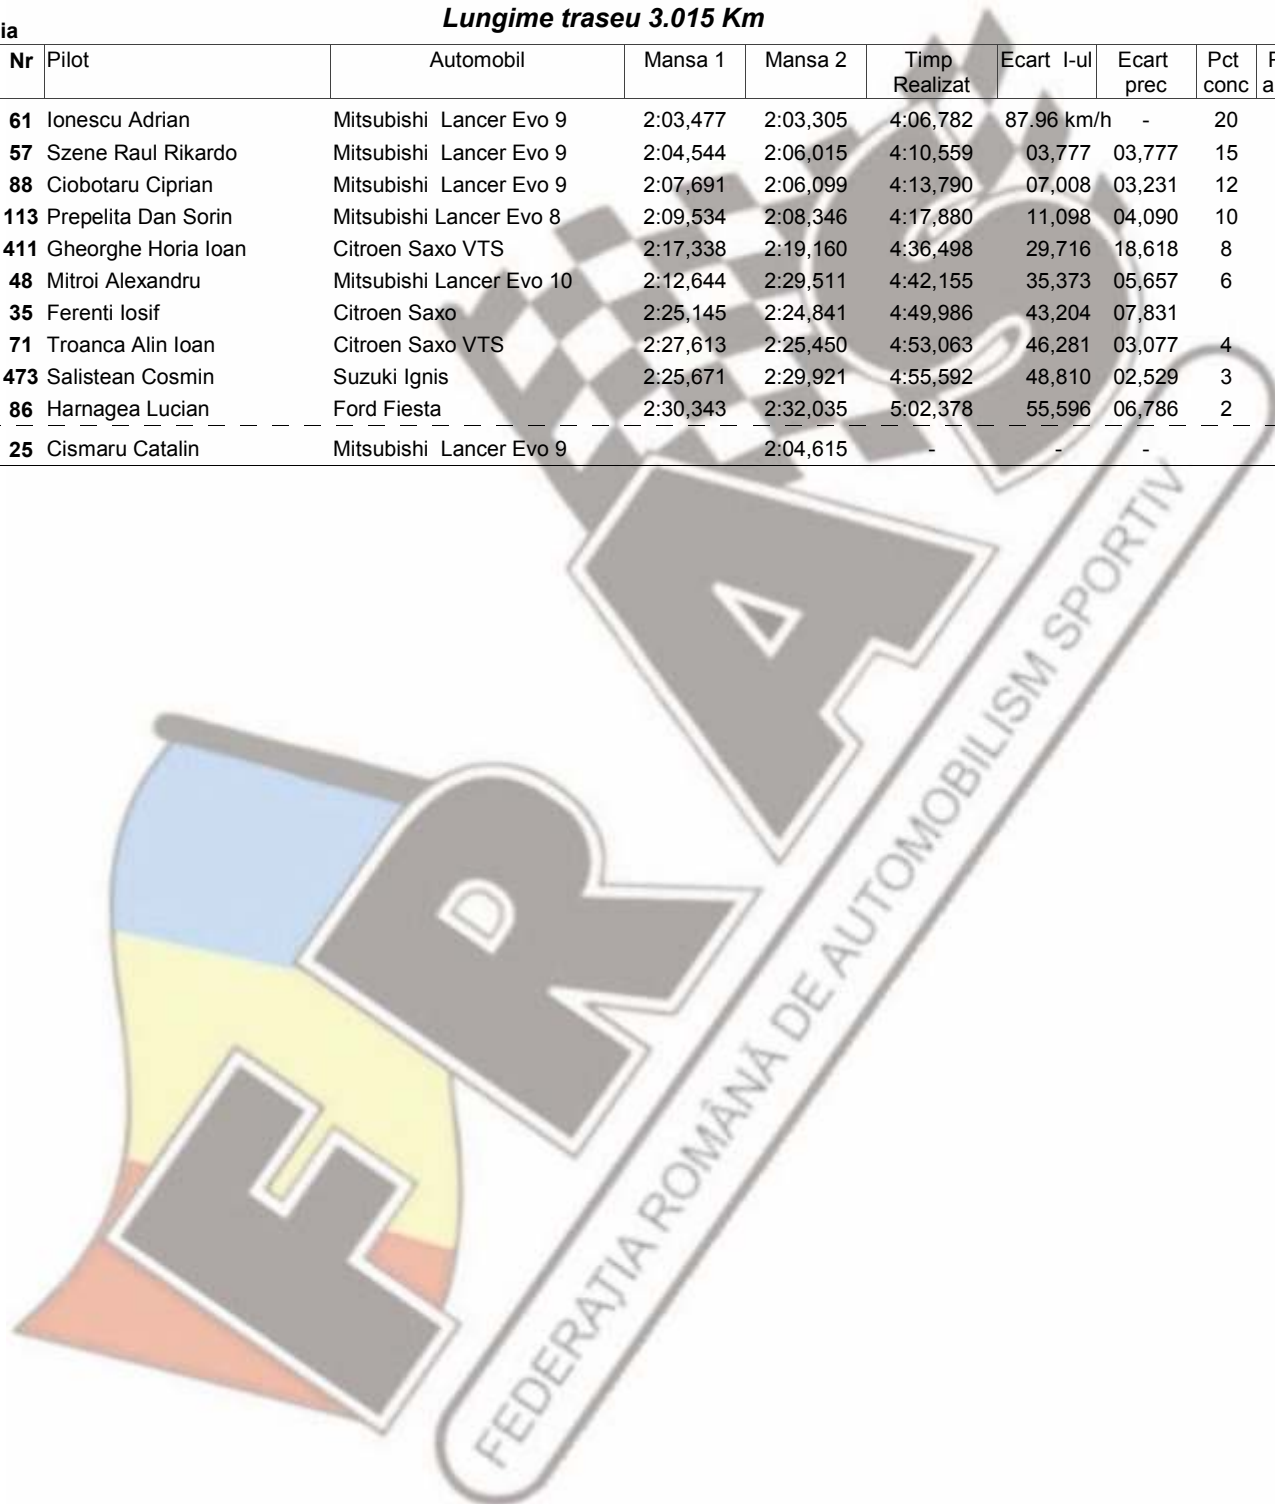 Lungime traseu 3.015 Km
ia
Nr Pilot Automobil Mansa 1 Mansa 2 Timp Realizat Ecart I-ul Ecart prec Pct conc
61 Ionescu Adrian Mitsubishi Lancer Evo 9 2:03,477 2:03,305 4:06,782 87.96 km/h - 20
57 Szene Raul Rikardo Mitsubishi Lancer Evo 9 2:04,544 2:06,015 4:10,559 03,777 03,777 15
88 Ciobotaru Ciprian Mitsubishi Lancer Evo 9 2:07,691 2:06,099 4:13,790 07,008 03,231 12
113 Prepelita Dan Sorin Mitsubishi Lancer Evo 8 2:09,534 2:08,346 4:17,880 11,098 04,090 10
411 Gheorghe Horia Ioan Citroen Saxo VTS 2:17,338 2:19,160 4:36,498 29,716 18,618 8
48 Mitroi Alexandru Mitsubishi Lancer Evo 10 2:12,644 2:29,511 4:42,155 35,373 05,657 6
35 Ferenti Iosif Citroen Saxo 2:25,145 2:24,841 4:49,986 43,204 07,831
71 Troanca Alin Ioan Citroen Saxo VTS 2:27,613 2:25,450 4:53,063 46,281 03,077 4
473 Salistean Cosmin Suzuki Ignis 2:25,671 2:29,921 4:55,592 48,810 02,529 3
86 Harnagea Lucian Ford Fiesta 2:30,343 2:32,035 5:02,378 55,596 06,786 2
25 Cismaru Catalin Mitsubishi Lancer Evo 9 2:04,615 - - -
FRAS
FEDERAŢIA ROMÂNĂ DE AUTOMOBILISM SPORTIV